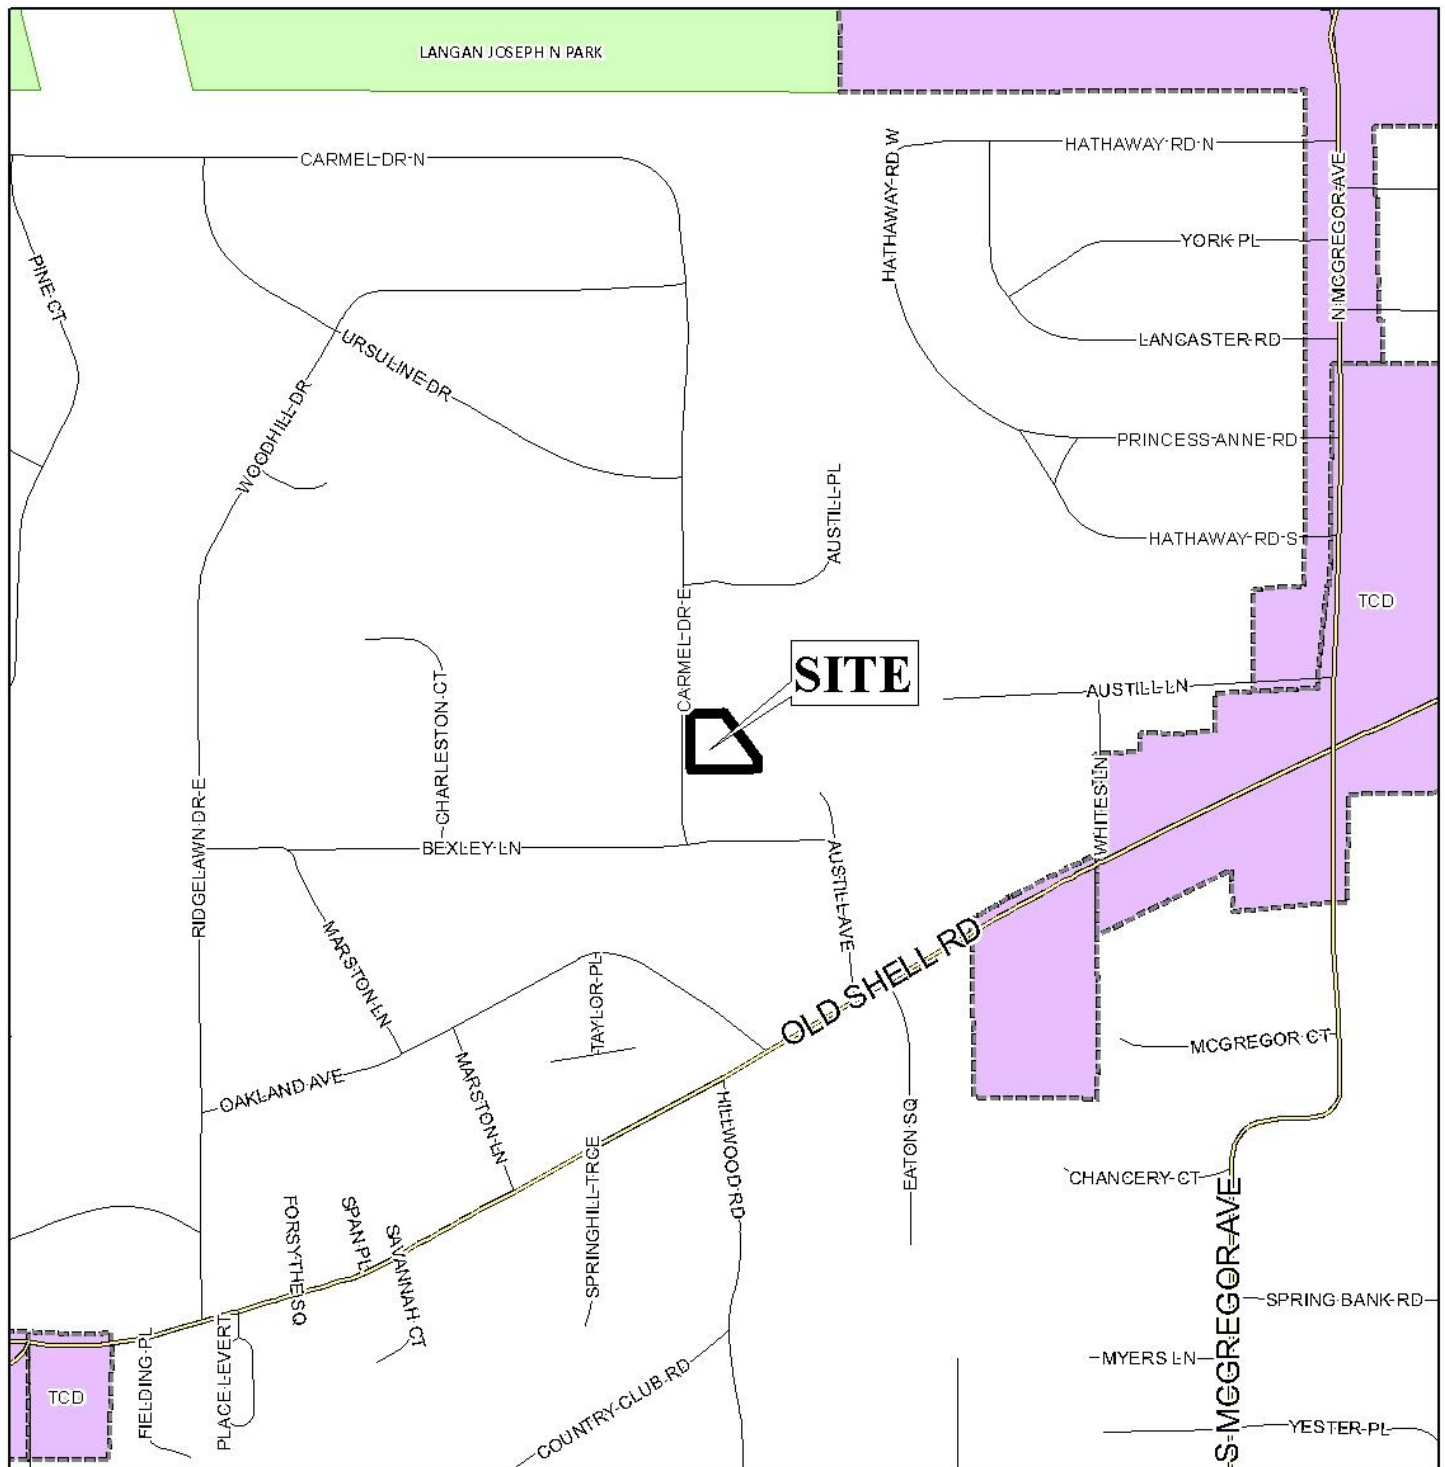 LANGAN JOSEPH N PARK
CARMEL DR N
HATHAWAY RD W
HATHAWAY RD N
N MCGREGOR AVE
YORK PL
PINE CT
URSULINE DR
LANCASTER RD
WOODHILL DR
PRINCESS ANNE RD
AUSTILL PL
HATHAWAY RD S
TCD
CARMEL DR E
SITE
CHARLESTON CT
AUSTILL LN
RIDGELAWN DR E
WHITES LN
BEXLEY LN
AUSTILL AVE
MARSTON LN
OLD SHELL RD
TAYLOR PL
MCGREGOR CT
OAKLAND AVE
MARSTON LN
HILLWOOD RD
EATON SQ
SPRINGHILL TRCE
CHANCERY CT
S MCGREGOR AVE
FORSYTHE SQ
SPAN PL
SAVANNAH CT
SPRING BANK RD
FIELDING PL
PLACE LEVERT
MYERS LN
TCD
COUNTRY CLUB RD
YESTER PL